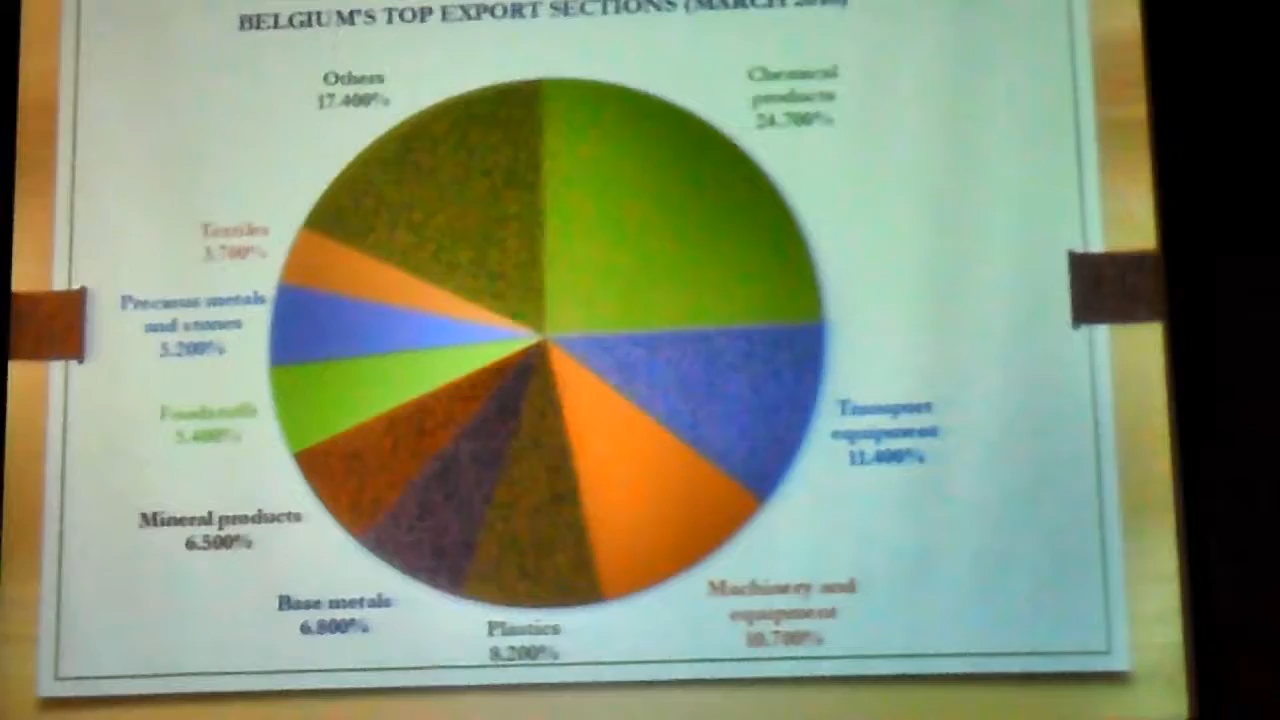 BELGIUM'S TOP EXPORT SECTIONS (MARCH
Others
17.400%
Chemical
products
24.700%
Textiles
3.700%
Precious metals
and stones
5.200%
Foodstuffs
5.400%
Transport
equipment
11.400%
Mineral products
6.500%
Base metals
6.800%
Plastics
8.200%
Machinery and
equipment
10.700%